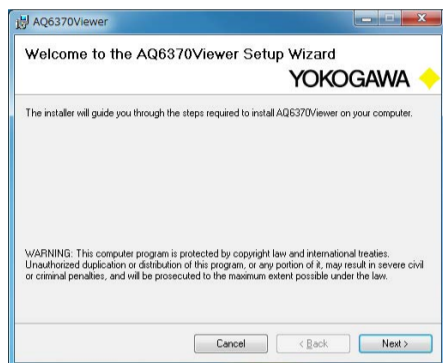 AQ6370Viewer
Welcome to the AQ6370Viewer Setup Wizard
YOKOGAWA
The installer will guide you through the steps required to install AQ6370Viewer on your computer.
WARNING: This computer program is protected by copyright law and international treaties.
Unauthorized duplication or distribution of this program, or any portion of it, may result in severe civil
or criminal penalties, and will be prosecuted to the maximum extent possible under the law.
Cancel < Back Next >